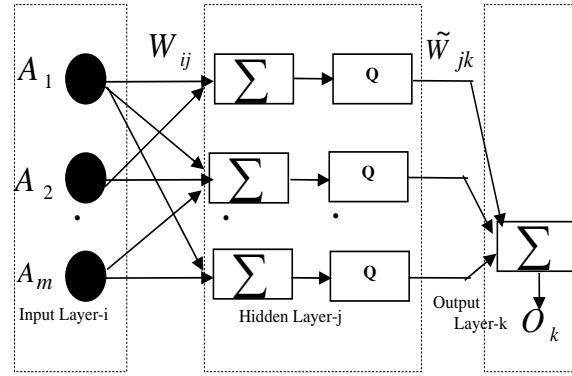 A 1
W ij
∑
Q
W̃ jk
A 2
∑
Q
A m
∑
Q
∑
Input Layer-i
Hidden Layer-j
Output
Layer-k
O k